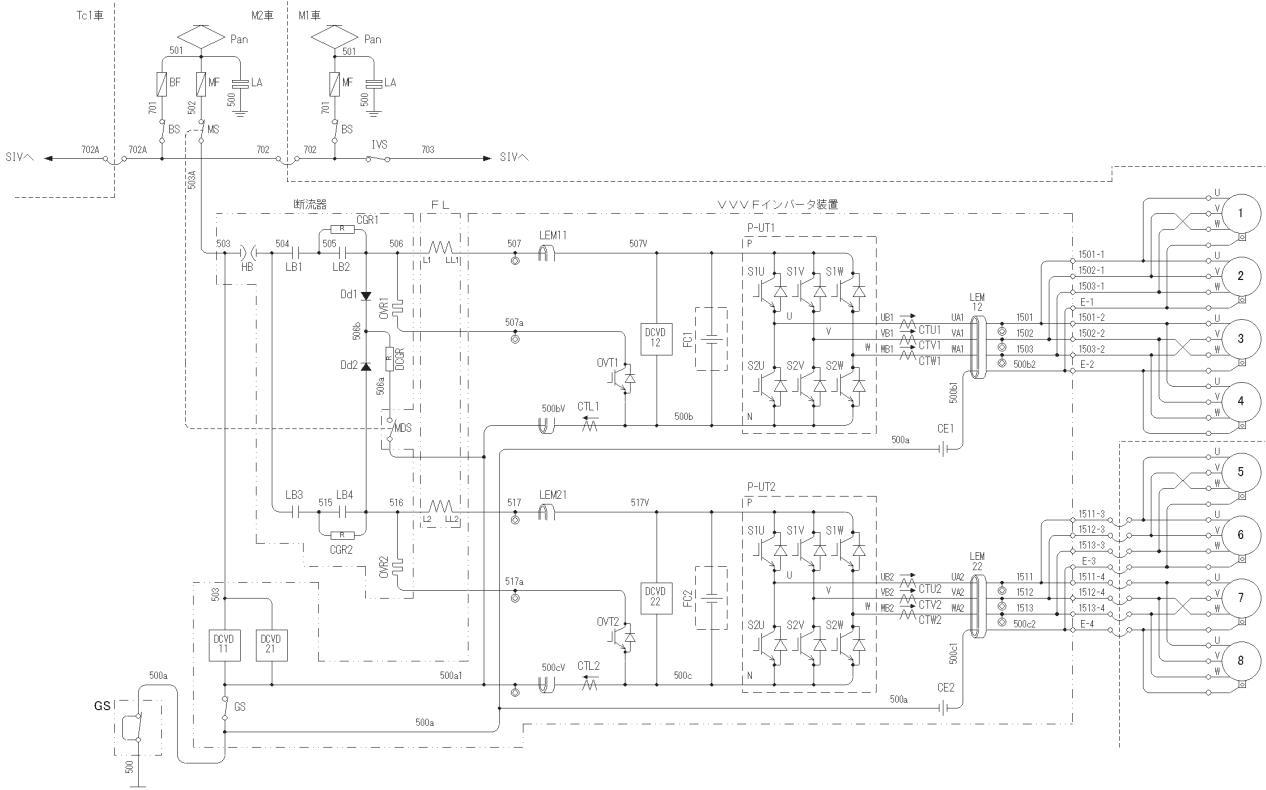 Tc1車
M2車
M1車
Pan
Pan
501
501
BF
MF
LA
MF
LA
701
502
500
701
500
BS
MS
BS
IVS
SIVへ
702A
702A
702
702
703
SIVへ
503A
断流器
FL
VVVFインバータ装置
CGR1
R
503
504
505
506
507
LEM11
507V
HB
LB1
LB2
L1
LL1
P-UT1
P
S1U
S1V
S1W
Dd1
OVR1
506b
507a
DCGR
R
Dd2
506a
OVT1
DCVD
12
FC1
U
V
W
UB1
VB1
WB1
CTU1
CTV1
CTW1
UA1
VA1
WA1
LEM
12
1501
1502
1503
500b2
S2U
S2V
S2W
MDS
500bV
CTL1
500b
N
500a
CE1
500b1
1501-1
1502-1
1503-1
E-1
1501-2
1502-2
1503-2
E-2
U
V
W
1
U
V
W
2
U
V
W
3
U
V
W
4
LB3
515
LB4
516
L2
LL2
517
LEM21
517V
R
CGR2
P-UT2
P
S1U
S1V
S1W
OVR2
517a
OVT2
DCVD
22
FC2
U
V
W
UB2
VB2
WB2
CTU2
CTV2
CTW2
UA2
VA2
WA2
LEM
22
1511
1512
1513
500c2
S2U
S2V
S2W
500cV
CTL2
500c
N
500a
CE2
500c1
1511-3
1512-3
1513-3
E-3
1511-4
1512-4
1513-4
E-4
U
V
W
5
U
V
W
6
U
V
W
7
U
V
W
8
503
DCVD
11
DCVD
21
500a
500a1
GS
GS
500a
500